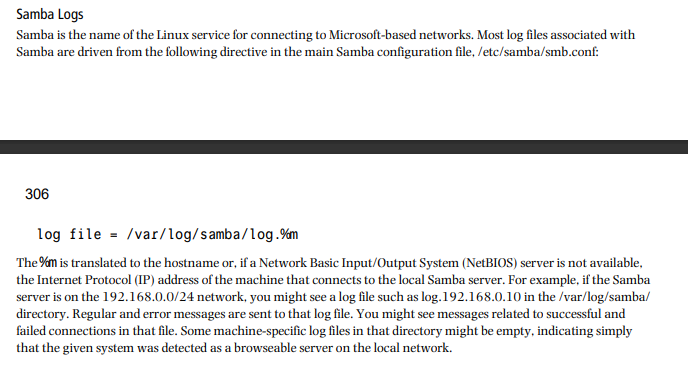 Samba Logs
Samba is the name of the Linux service for connecting to Microsoft-based networks. Most log files associated with
Samba are driven from the following directive in the main Samba configuration file, /etc/samba/smb.conf:
306
log file = /var/log/samba/log.%m
The %m is translated to the hostname or, if a Network Basic Input/Output System (NetBIOS) server is not available,
the Internet Protocol (IP) address of the machine that connects to the local Samba server. For example, if the Samba
server is on the 192.168.0.0/24 network, you might see a log file such as log.192.168.0.10 in the /var/log/samba/
directory. Regular and error messages are sent to that log file. You might see messages related to successful and
failed connections in that file. Some machine-specific log files in that directory might be empty, indicating simply
that the given system was detected as a browseable server on the local network.